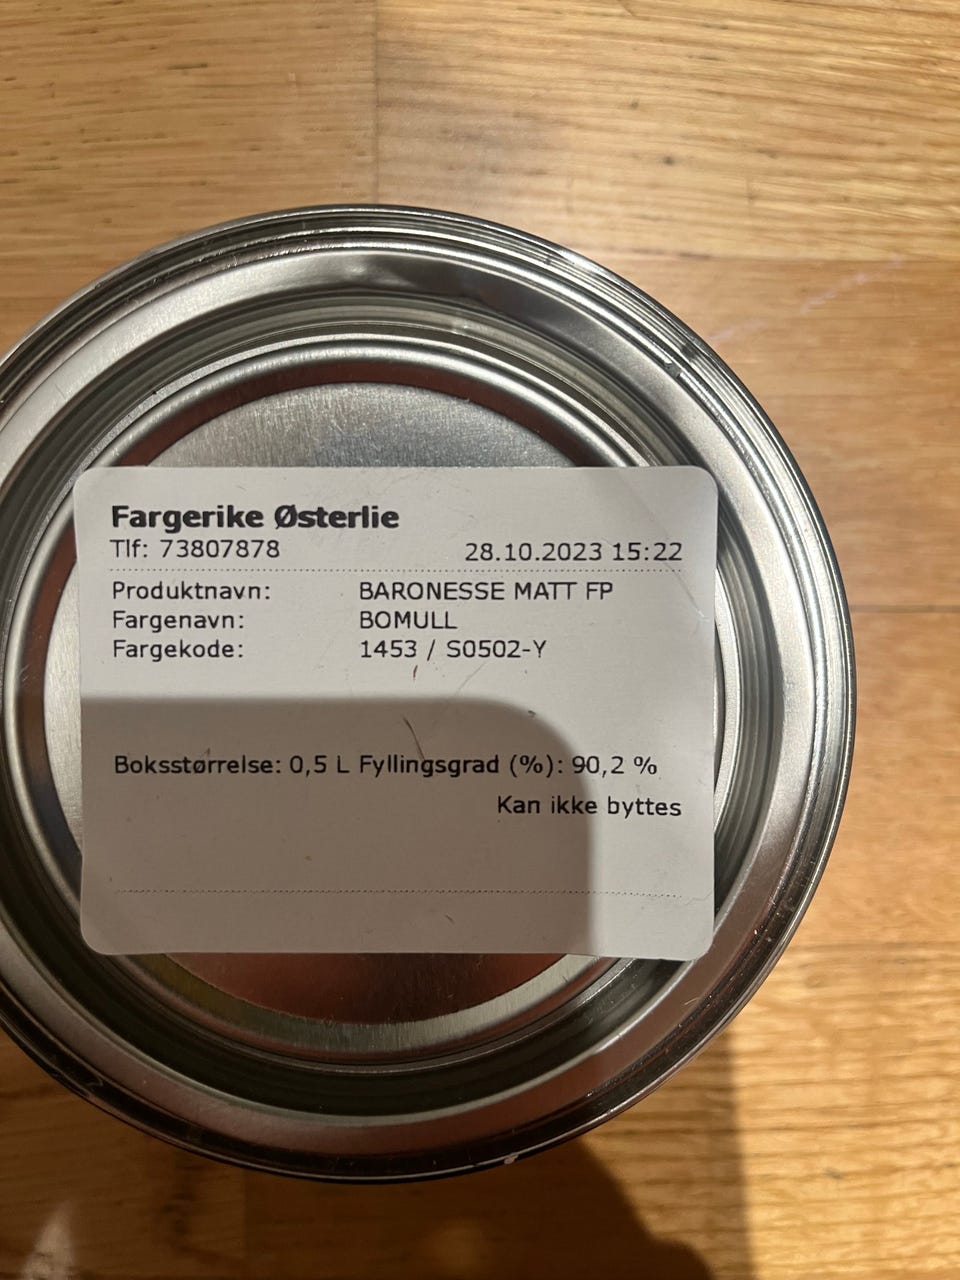 Fargerike Østerlie
Tlf: 73807878 28.10.2023 15:22
Produktnavn: BARONESSE MATT FP
Fargenavn: BOMULL
Fargekode: 1453 / S0502-Y
Boksstørrelse: 0,5 L Fyllingsgrad (%): 90,2 %
Kan ikke byttes